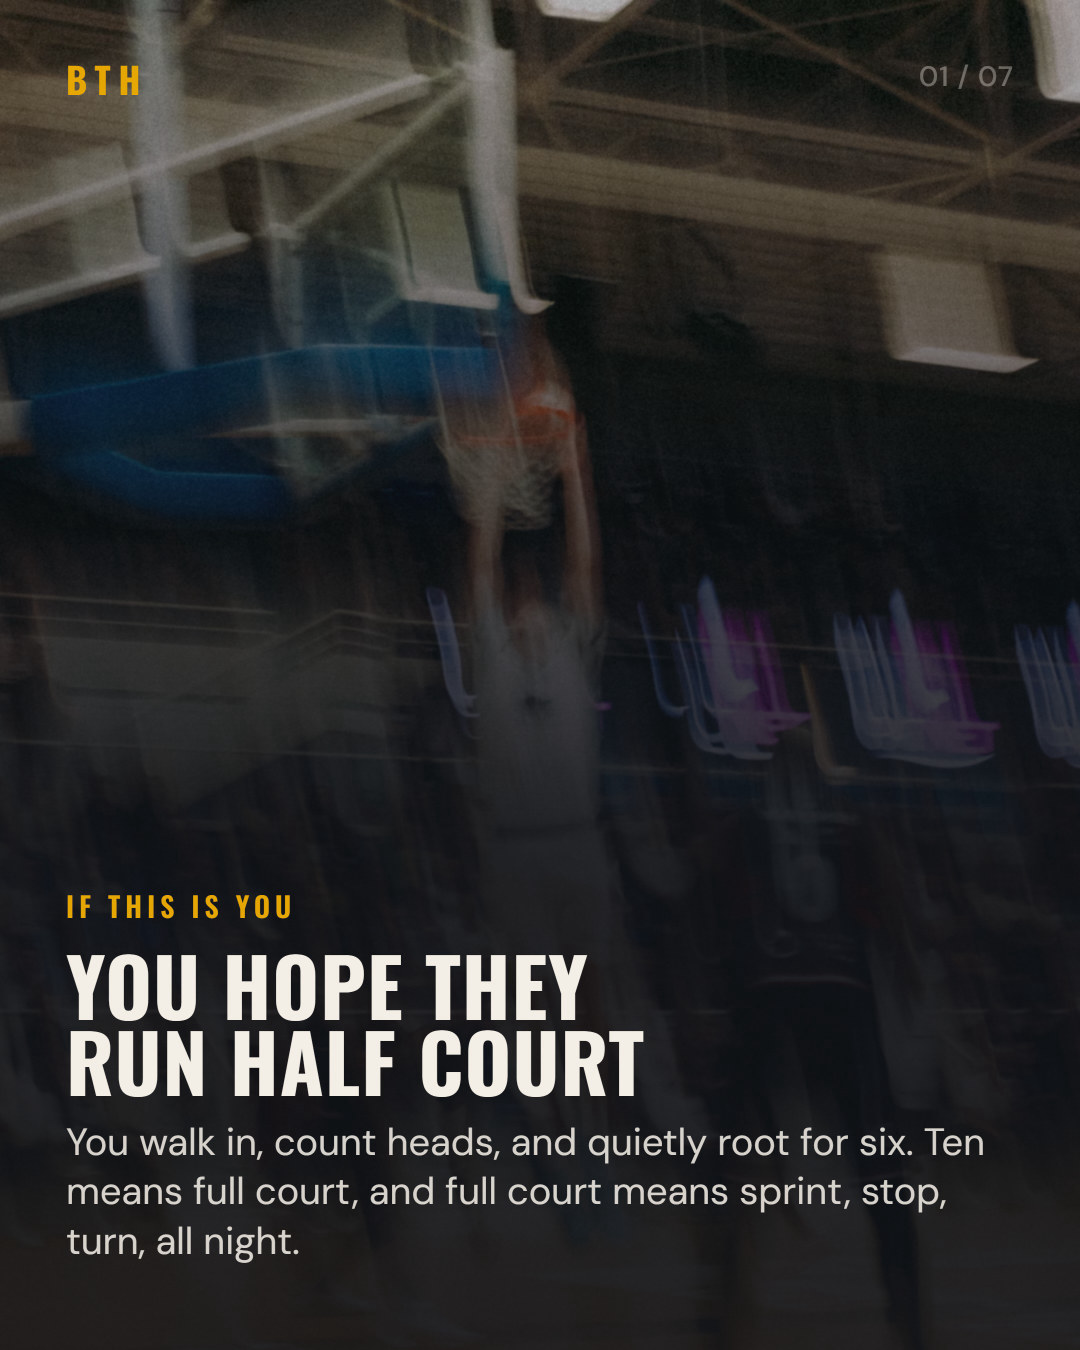 BTH
01 / 07
IF THIS IS YOU
YOU HOPE THEY
RUN HALF COURT
You walk in, count heads, and quietly root for six. Ten
means full court, and full court means sprint, stop,
turn, all night.